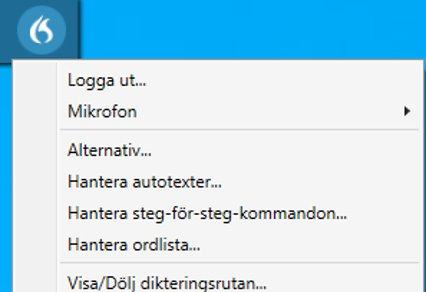 Logga ut...
Mikrofon
Alternativ...
Hantera autotexter...
Hantera steg-för-steg-kommandon...
Hantera ordlista...
Visa/Dölj dikteringsrutan...